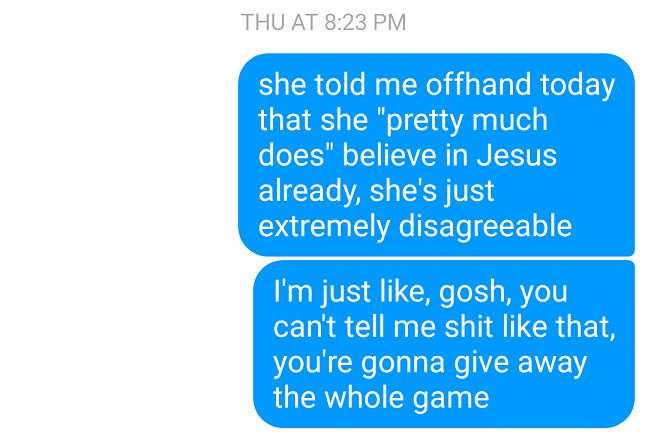 THU AT 8:23 PM
she told me offhand today
that she "pretty much
does" believe in Jesus
already, she's just
extremely disagreeable
I'm just like, gosh, you
can't tell me shit like that,
you're gonna give away
the whole game